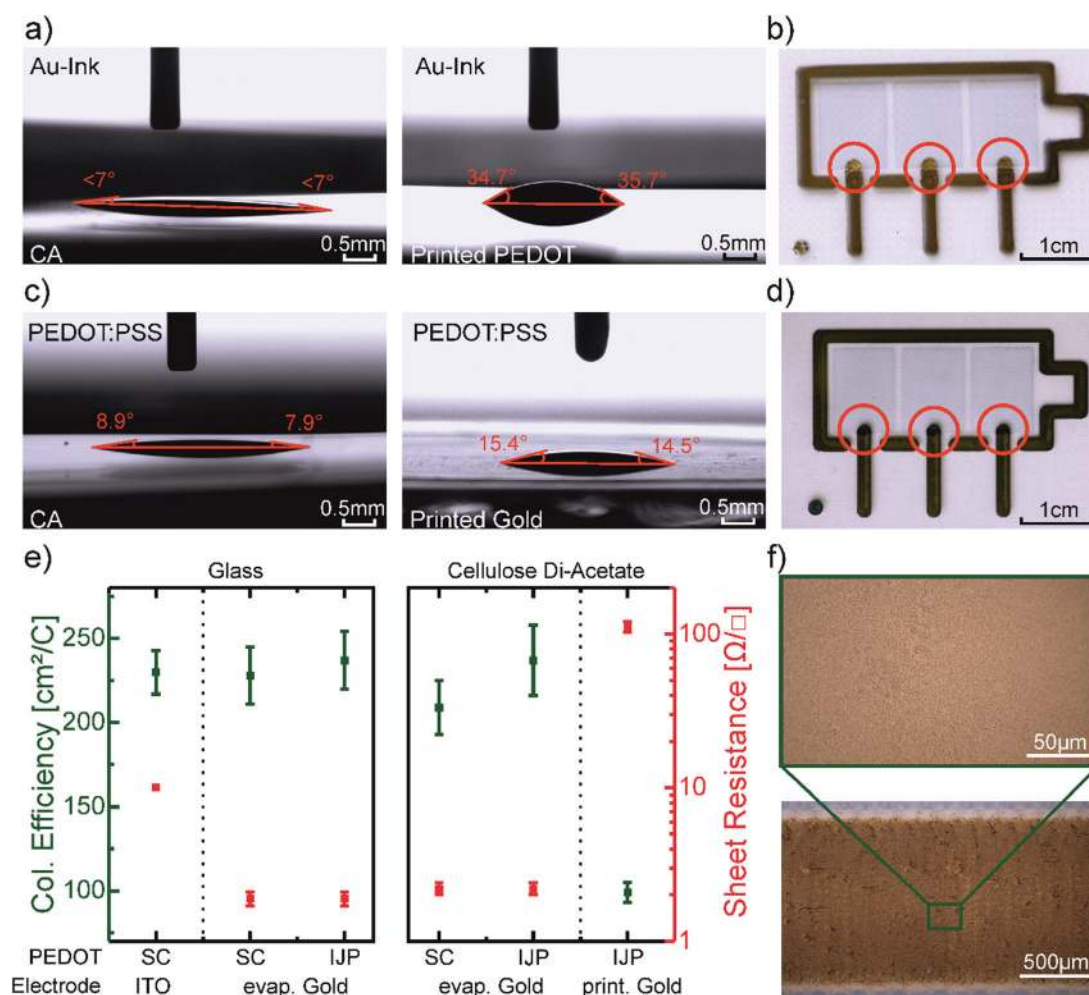 a)
Au-Ink
<7°
<7°
0.5mm
CA
Au-Ink
34.7°
35.7°
0.5mm
Printed PEDOT
b)
1cm
c)
PEDOT:PSS
8.9°
7.9°
0.5mm
CA
PEDOT:PSS
15.4°
14.5°
0.5mm
Printed Gold
d)
1cm
e)
Glass
Cellulose Di-Acetate
Col. Efficiency [cm²/C]
250
200
150
100
100
10
1
Sheet Resistance [Ω/□]
PEDOT SC SC IJP SC IJP IJP
Electrode ITO evap. Gold evap. Gold print. Gold
f)
50µm
500µm